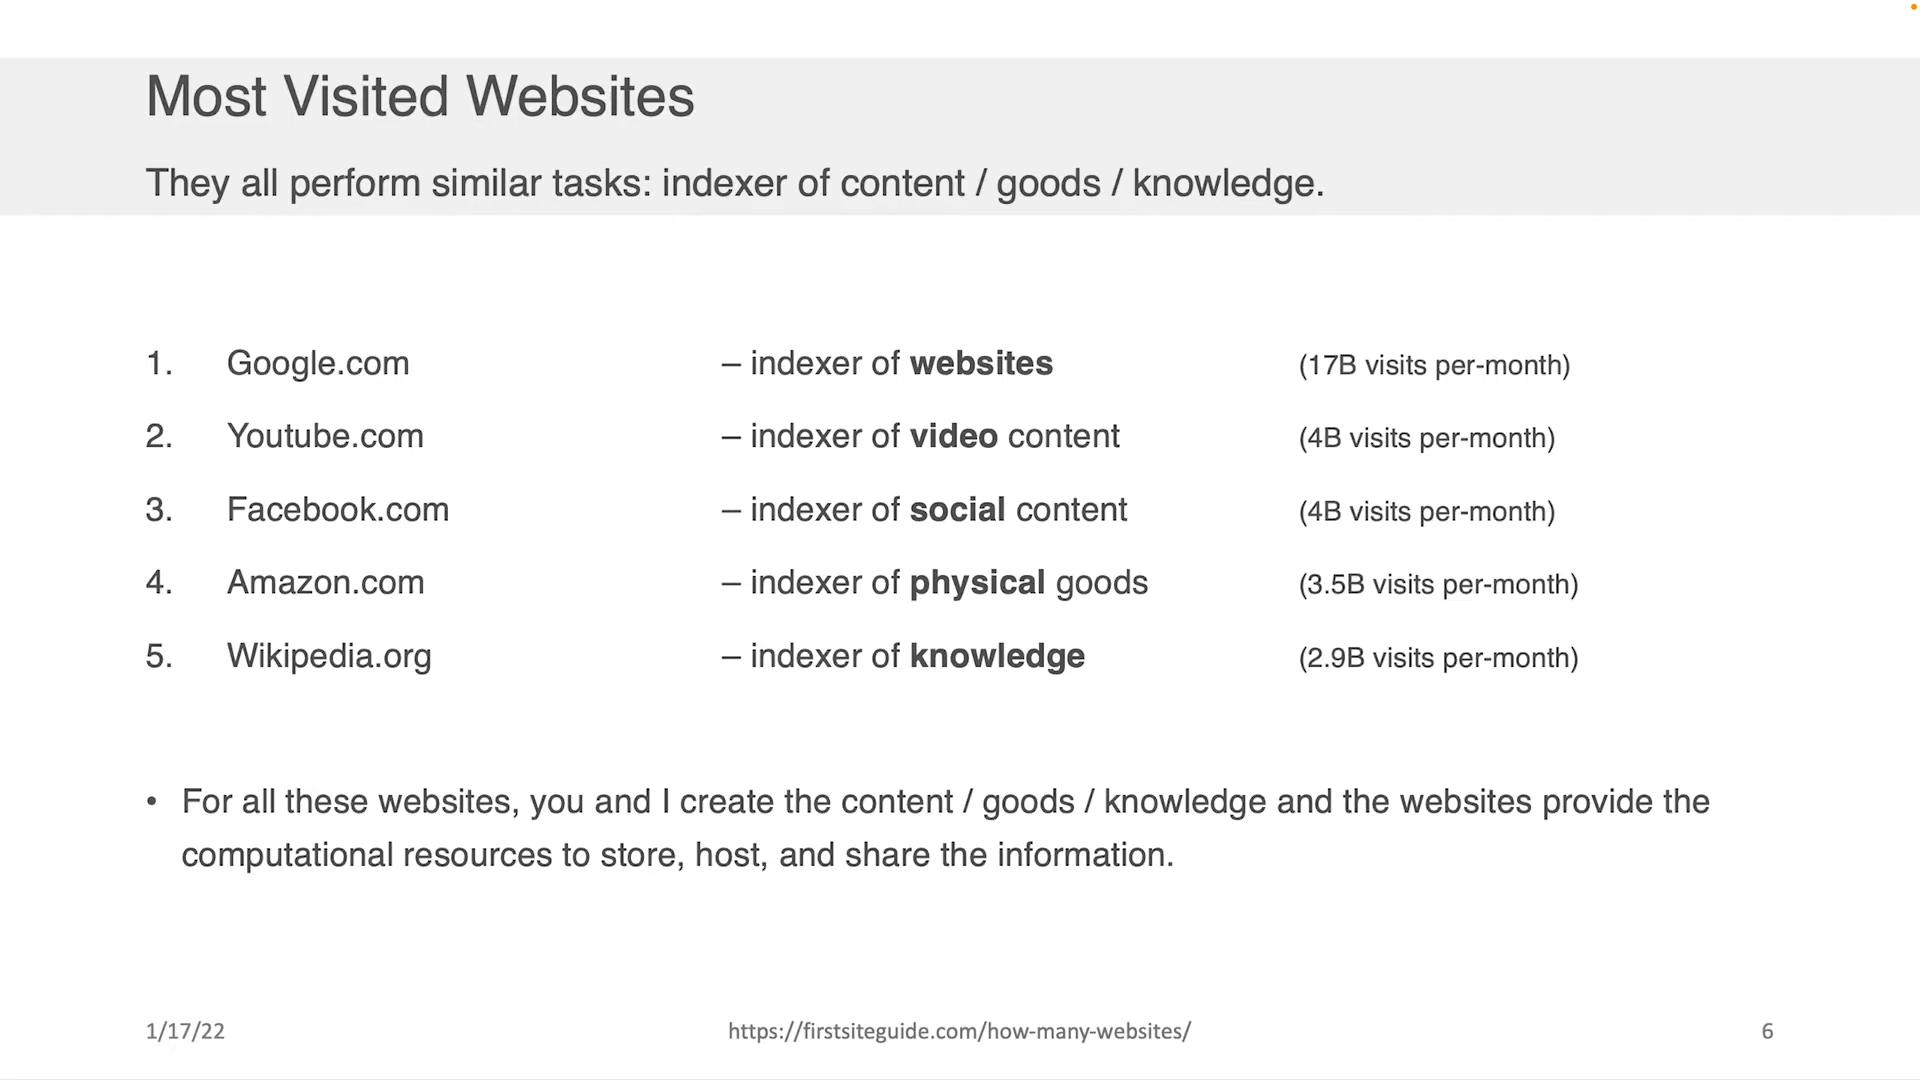 Most Visited Websites
They all perform similar tasks: indexer of content / goods / knowledge.
1. Google.com – indexer of websites (17B visits per-month)
2. Youtube.com – indexer of video content (4B visits per-month)
3. Facebook.com – indexer of social content (4B visits per-month)
4. Amazon.com – indexer of physical goods (3.5B visits per-month)
5. Wikipedia.org – indexer of knowledge (2.9B visits per-month)
• For all these websites, you and I create the content / goods / knowledge and the websites provide the
computational resources to store, host, and share the information.
1/17/22 https://firstsiteguide.com/how-many-websites/ 6